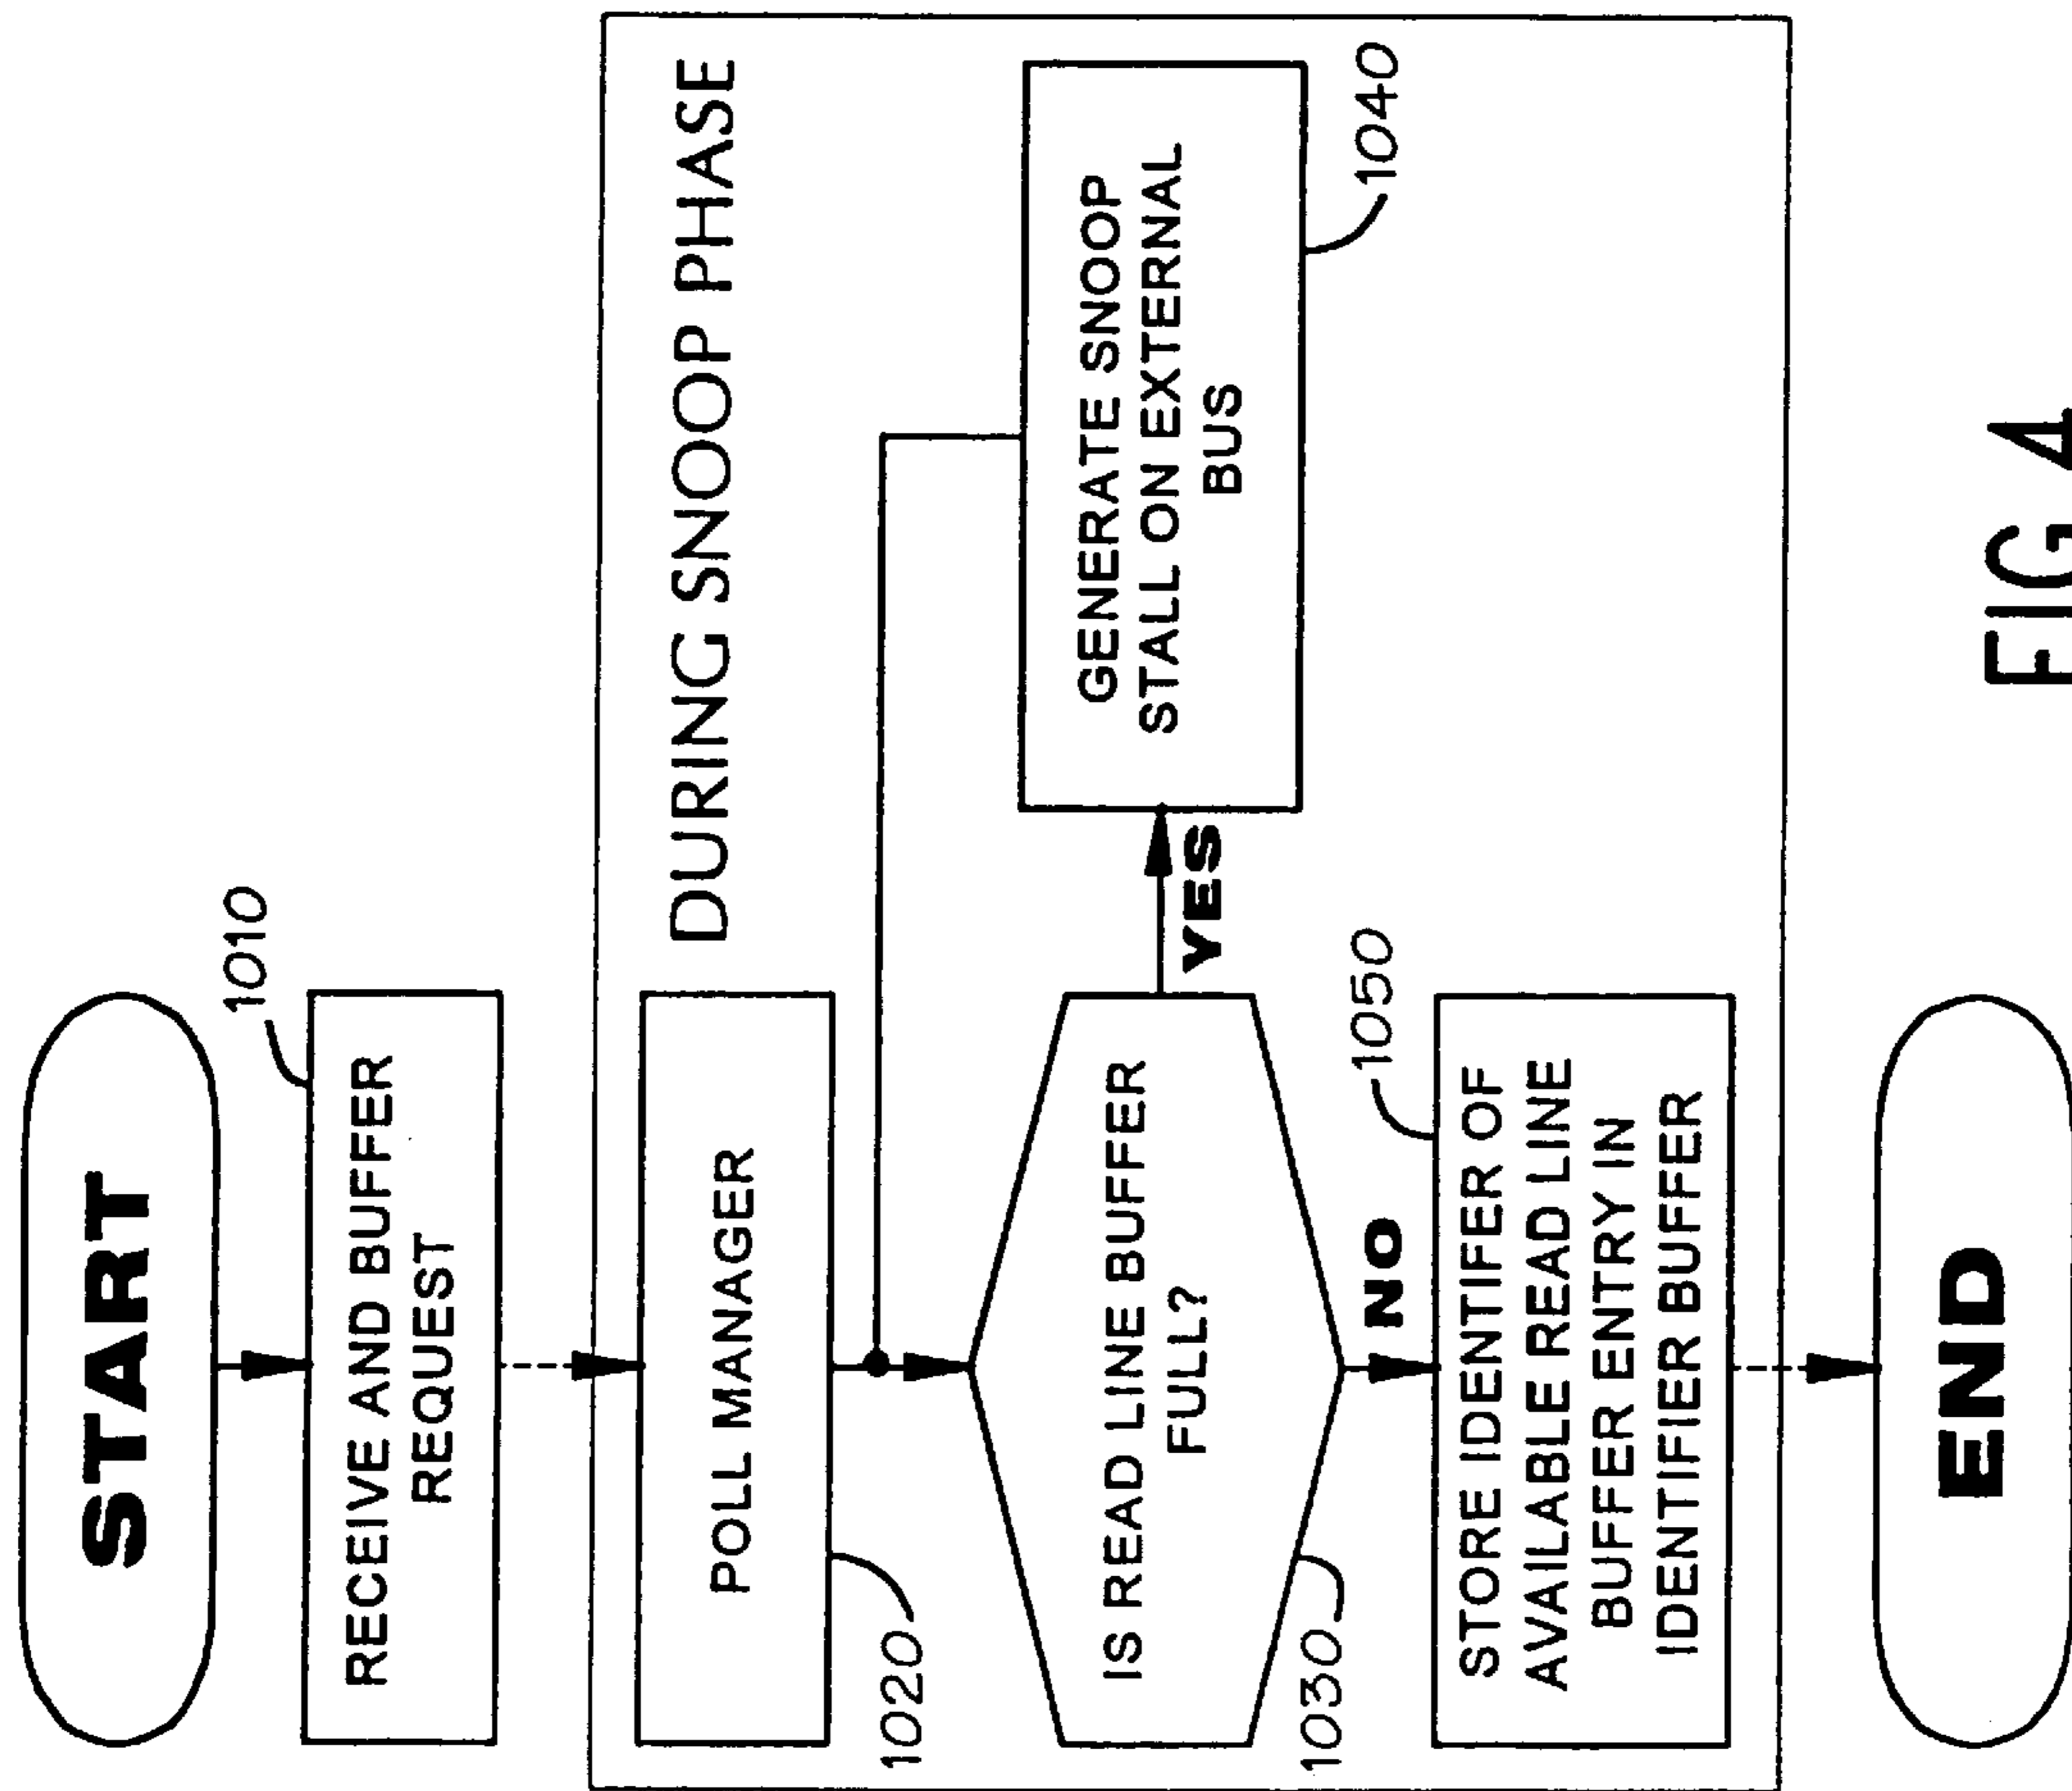 START
1010
RECEIVE AND BUFFER
REQUEST
DURING SNOOP PHASE
POLL MANAGER
1020
IS READ LINE BUFFER
FULL?
1030
YES
GENERATE SNOOP
STALL ON EXTERNAL
BUS
1040
NO
1050
STORE IDENTIFER OF
AVAILABLE READ LINE
BUFFER ENTRY IN
IDENTIFIER BUFFER
END
FIG.4